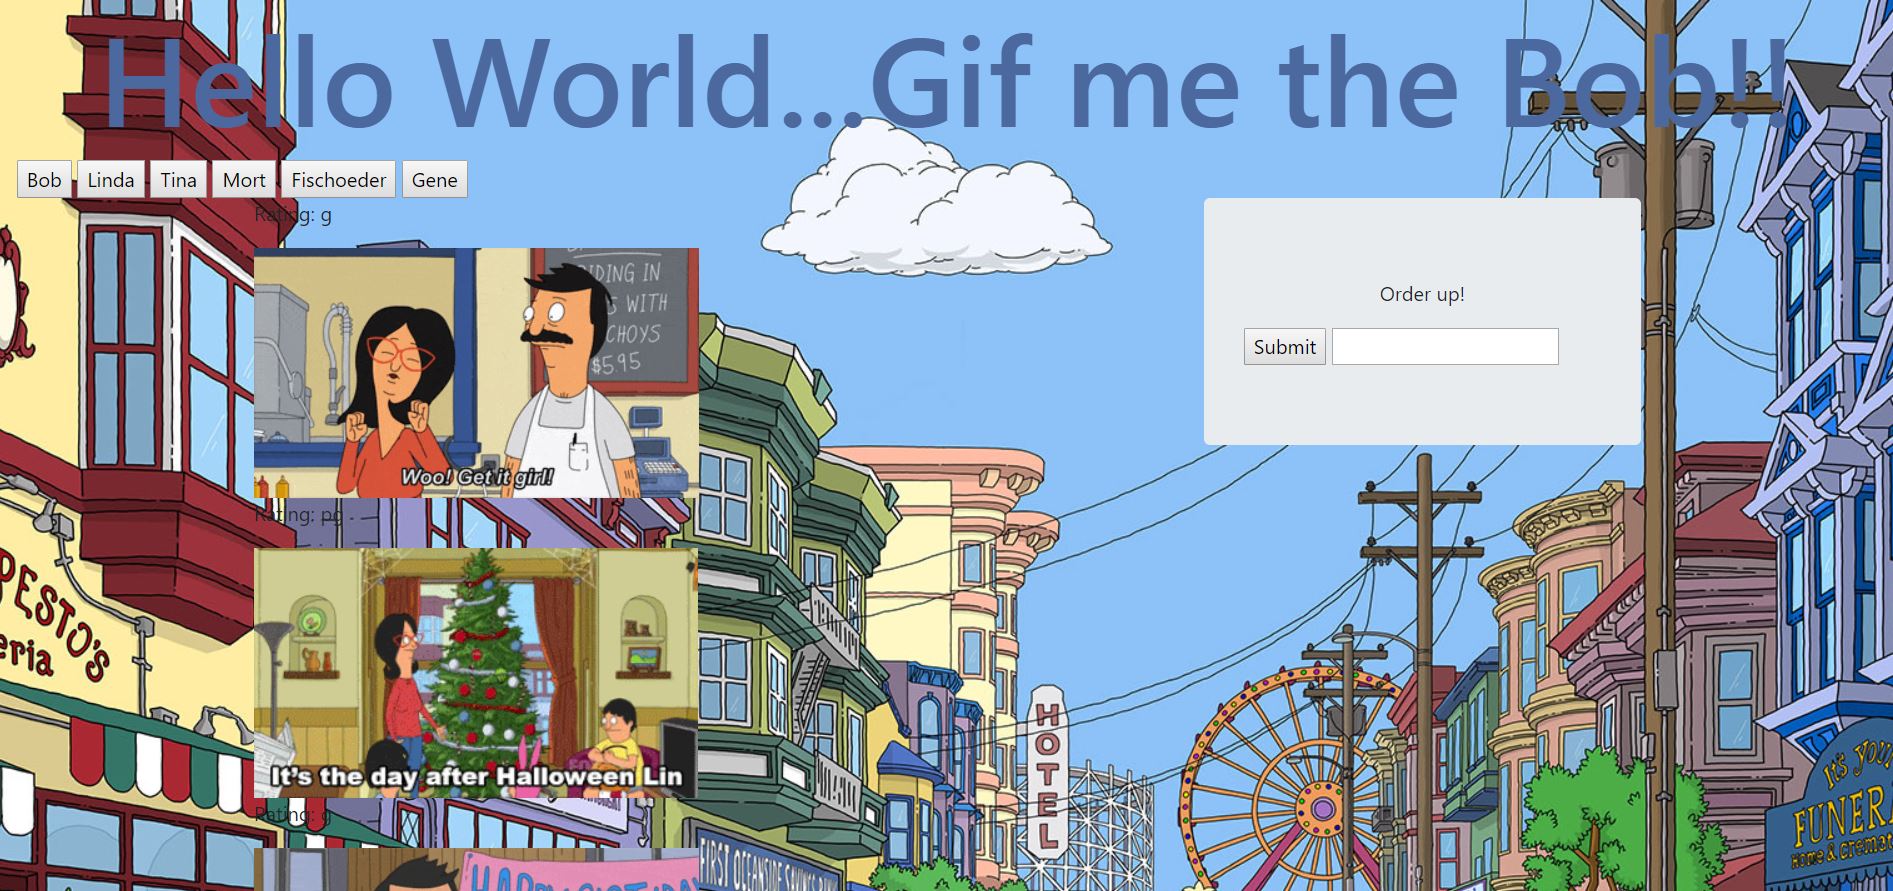 Hello World...Gif me the Bob!!
Bob Linda Tina Mort Fischoeder Gene
Rating: g
DING IN
S WITH
CHOYS
$5.95
Woo! Get it girl!
Order up!
Submit
Rating: pg
It's the day after Halloween Lin
Rating: g
PESTO'S
eria
HOTEL
It's Your
FUNERA
HOME & Cremat
FIRST OCEANSIDE SAVINGS BANK
HAPPY BIRTHDAY